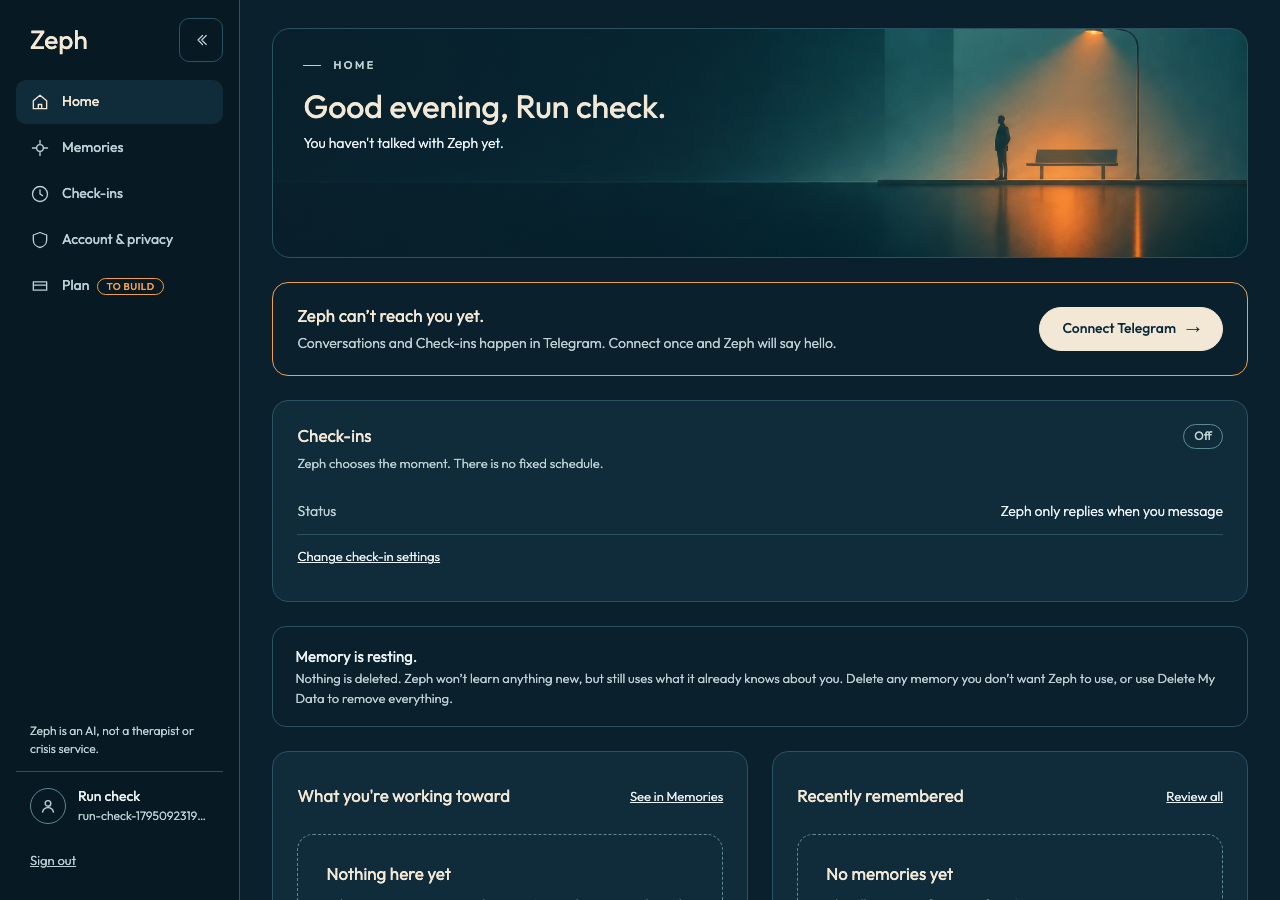 Zeph
Home
Memories
Check-ins
Account & privacy
Plan TO BUILD
Zeph is an AI, not a therapist or
crisis service.
Run check
run-check-1795092319…
Sign out
HOME
Good evening, Run check.
You haven't talked with Zeph yet.
Zeph can’t reach you yet.
Conversations and Check-ins happen in Telegram. Connect once and Zeph will say hello.
Connect Telegram →
Check-ins
Off
Zeph chooses the moment. There is no fixed schedule.
Status
Zeph only replies when you message
Change check-in settings
Memory is resting.
Nothing is deleted. Zeph won’t learn anything new, but still uses what it already knows about you. Delete any memory you don’t want Zeph to use, or use Delete My
Data to remove everything.
What you're working toward
See in Memories
Nothing here yet
Recently remembered
Review all
No memories yet